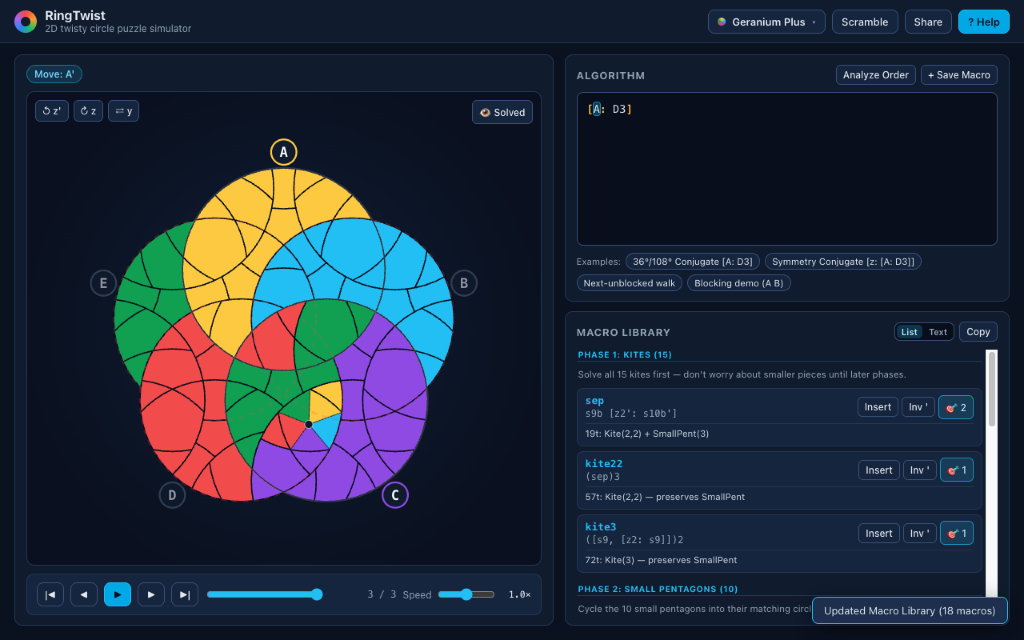 RingTwist
2D twisty circle puzzle simulator
Geranium Plus
Scramble
Share
? Help
Move: A'
z'
z
y
Solved
A
B
C
D
E
3 / 3 Speed 1.0×
ALGORITHM
Analyze Order
+ Save Macro
[A: D3]
Examples: 36°/108° Conjugate [A: D3] Symmetry Conjugate [z: [A: D3]]
Next-unblocked walk Blocking demo (A B)
MACRO LIBRARY
List Text Copy
PHASE 1: KITES (15)
Solve all 15 kites first — don't worry about smaller pieces until later phases.
sep
s9b [z2': s10b']
Insert Inv ' 2
19t: Kite(2,2) + SmallPent(3)
kite22
(sep)3
Insert Inv ' 1
57t: Kite(2,2) — preserves SmallPent
kite3
([s9, [z2: s9]])2
Insert Inv ' 1
72t: Kite(3) — preserves SmallPent
PHASE 2: SMALL PENTAGONS (10)
Cycle the 10 small pentagons into their matching circl
Updated Macro Library (18 macros)